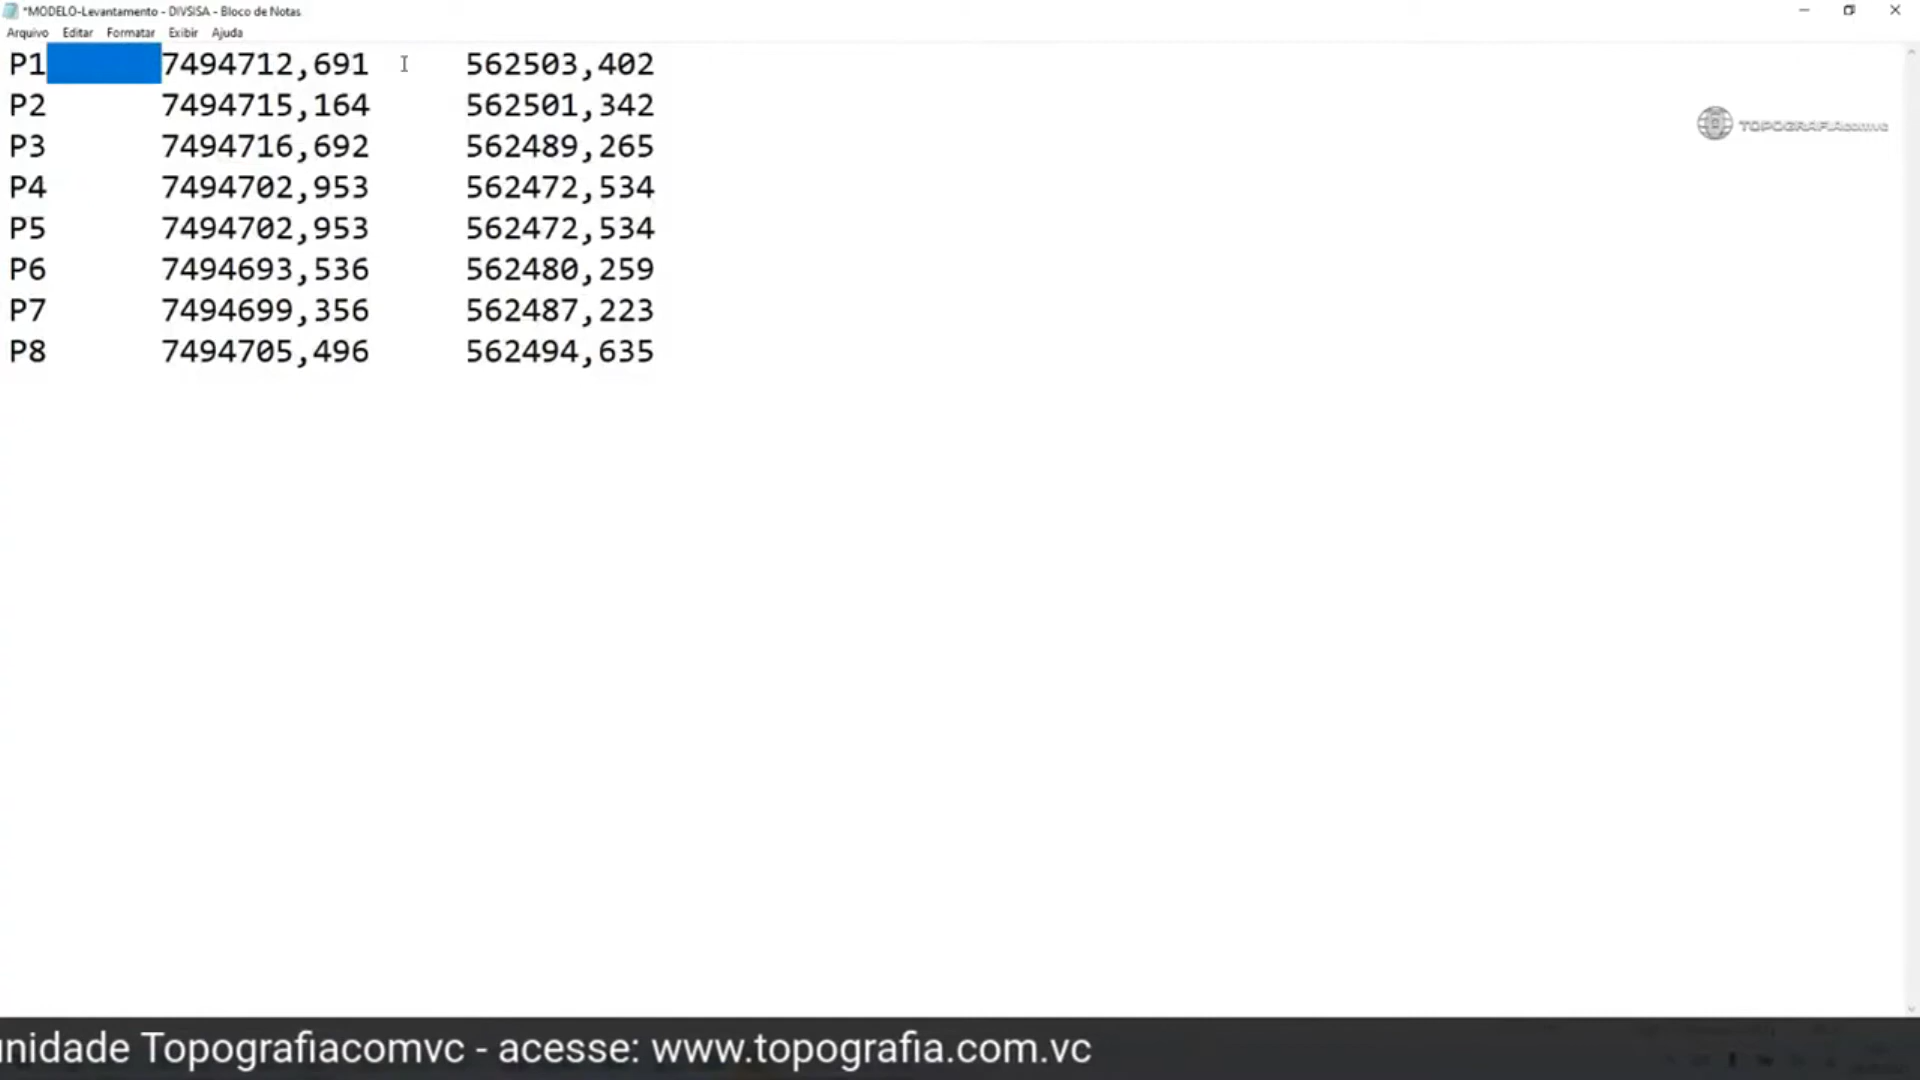 *MODELO-Levantamento - DIVSISA - Bloco de Notas
Arquivo Editar Formatar Exibir Ajuda
P1 7494712,691 562503,402
P2 7494715,164 562501,342
P3 7494716,692 562489,265
P4 7494702,953 562472,534
P5 7494702,953 562472,534
P6 7494693,536 562480,259
P7 7494699,356 562487,223
P8 7494705,496 562494,635
TOPOGRAFIAcomvc
unidade Topografiacomvc - acesse: www.topografia.com.vc